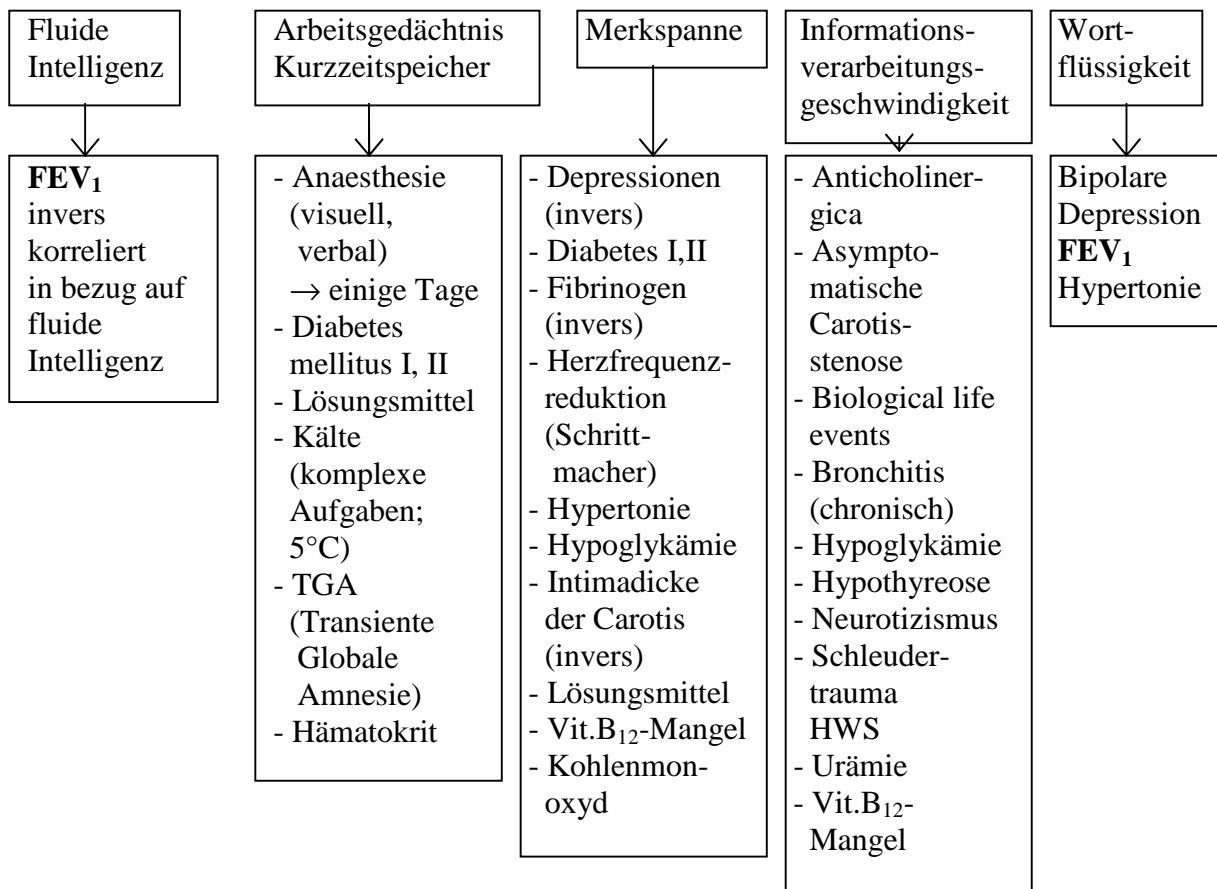 Fluide
Intelligenz
Arbeitsgedächtnis
Kurzzeitspeicher
Merkspanne
Informations-
verarbeitungs-
geschwindigkeit
Wort-
flüssigkeit
FEV₁
invers
korreliert
in bezug auf
fluide
Intelligenz
- Anaesthesie
(visuell,
verbal)
→ einige Tage
- Diabetes
mellitus I, II
- Lösungsmittel
- Kälte
(komplexe
Aufgaben;
5°C)
- TGA
(Transiente
Globale
Amnesie)
- Hämatokrit
- Depressionen
(invers)
- Diabetes I,II
- Fibrinogen
(invers)
- Herzfrequenz-
reduktion
(Schritt-
macher)
- Hypertonie
- Hypoglykämie
- Intimadicke
der Carotis
(invers)
- Lösungsmittel
- Vit.B₁₂-Mangel
- Kohlenmon-
oxyd
- Anticholiner-
gica
- Asympto-
matische
Carotis-
stenose
- Biological life
events
- Bronchitis
(chronisch)
- Hypoglykämie
- Hypothyreose
- Neurotizismus
- Schleuder-
trauma
HWS
- Urämie
- Vit.B₁₂-
Mangel
Bipolare
Depression
FEV₁
Hypertonie